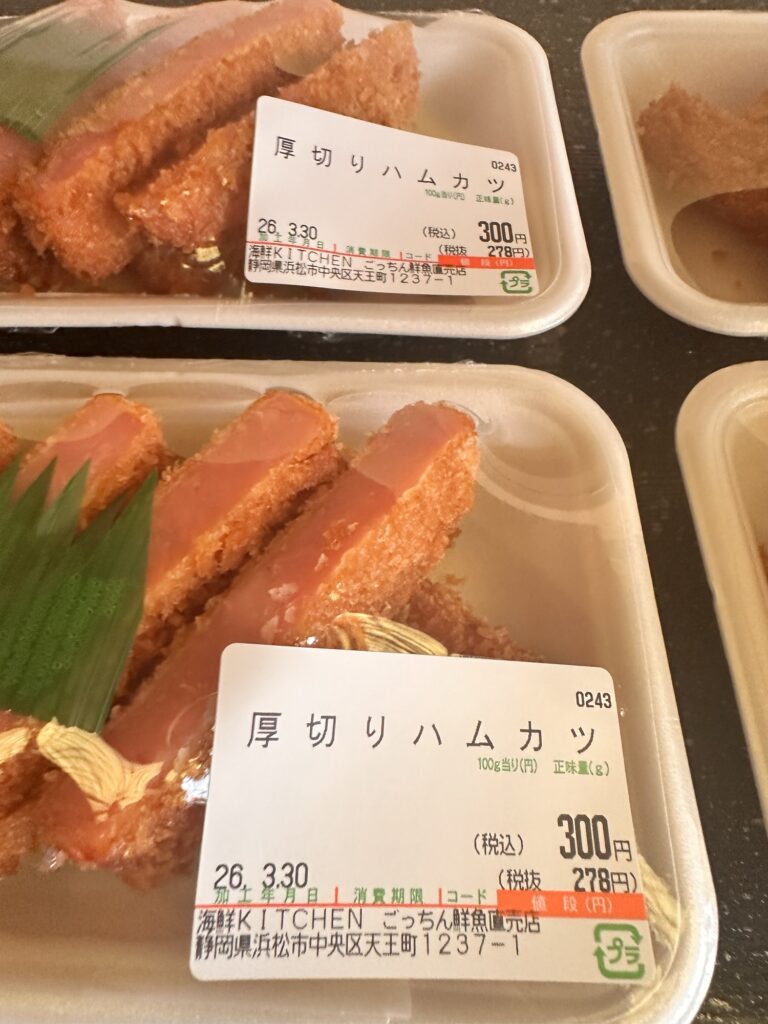 0243
厚切りハムカツ
100g当り(円) 正味量(g)
26. 3.30 (税込) 300円
加工年月日 消費期限 コード (税抜 278円)
値段(円)
海鮮KITCHEN ごっちん鮮魚直売店
静岡県浜松市中央区天王町1237-1
プラ
0243
厚切りハムカツ
100g当り(円) 正味量(g)
(税込) 300円
26. 3.30 (税抜 278円)
加工年月日 消費期限 コード 値段(円)
海鮮KITCHEN ごっちん鮮魚直売店
静岡県浜松市中央区天王町1237-1
プラ